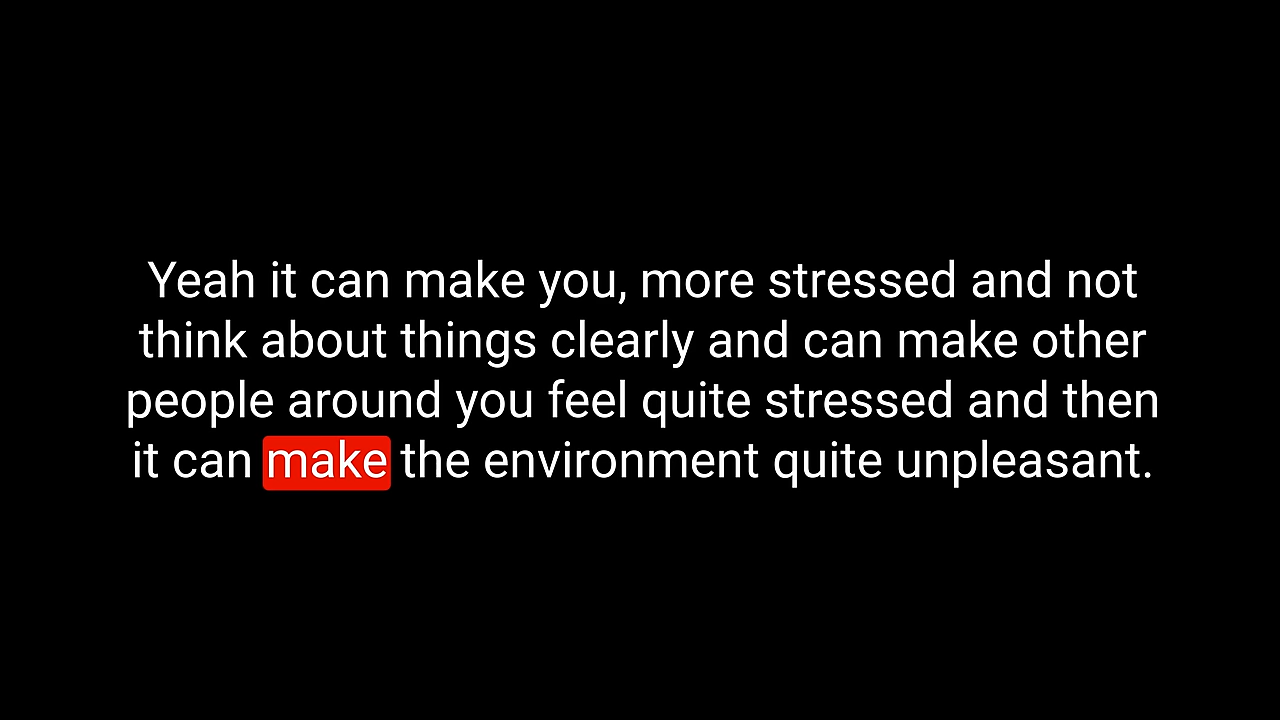 Yeah it can make you, more stressed and not
think about things clearly and can make other
people around you feel quite stressed and then
it can make the environment quite unpleasant.